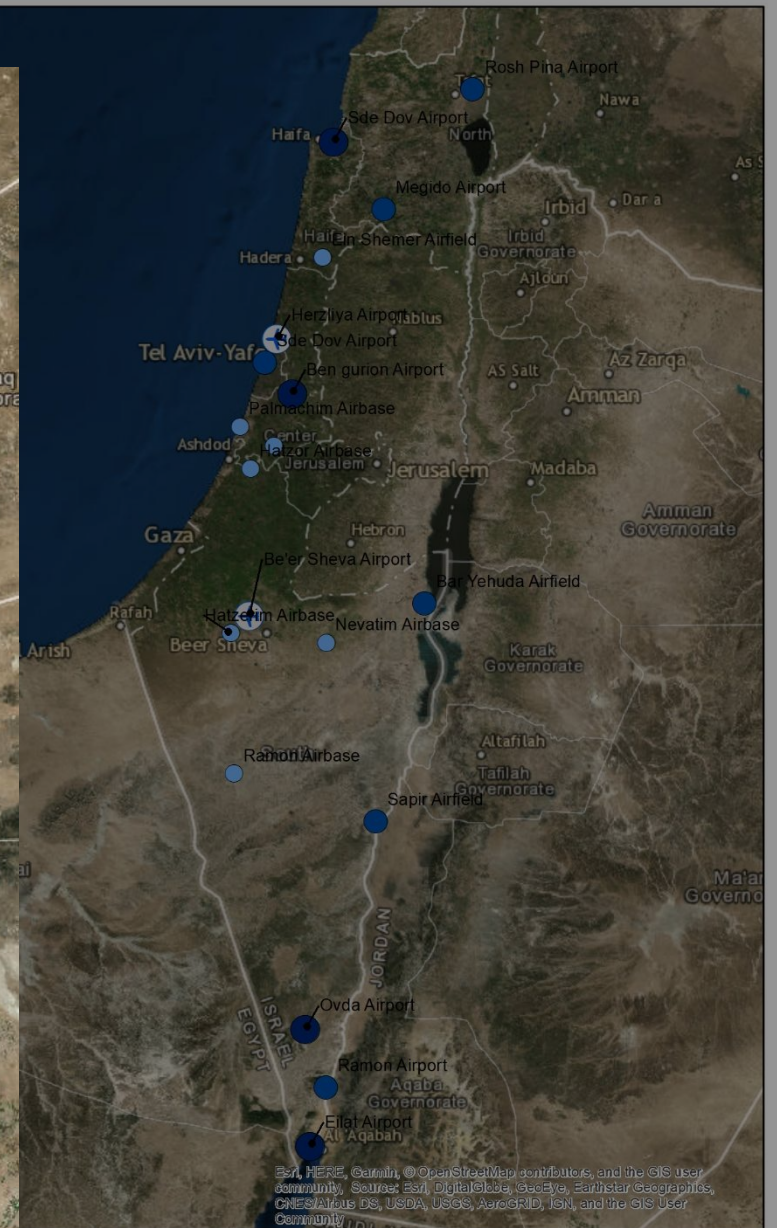 Rosh Pina Airport
Nawa
Sde Dov Airport
Haifa
North
As S
Megido Airport
Dar a
Irbid
Ein Shemer Airfield
Irbid
Governorate
Hadera
Ajloun
Herzliya Airport
Nablus
Sde Dov Airport
Tel Aviv-Yafo
Az Zarqa
Ben gurion Airport
AS Salt
Amman
Palmachim Airbase
Center
Ashdod
Hatzor Airbase
Jerusalem
Jerusalem
Madaba
Amman
Governorate
Gaza
Hebron
Be'er Sheva Airport
Bar Yehuda Airfield
Rafah
Hatzerim Airbase
Nevatim Airbase
Beer Sheva
Arish
Karak
Governorate
Altafilah
Ramon Airbase
Tafilah
Governorate
Sapir Airfield
Ma'an
Governo
JORDAN
ISRAEL
EGYPT
Ovda Airport
Ramon Airport
Aqaba
Governorate
Eilat Airport
Al 'Aqabah
Esri, HERE, Garmin, © OpenStreetMap contributors, and the GIS user
community, Source: Esri, DigitalGlobe, GeoEye, Earthstar Geographics,
CNES/Airbus DS, USDA, USGS, AeroGRID, IGN, and the GIS User
Community